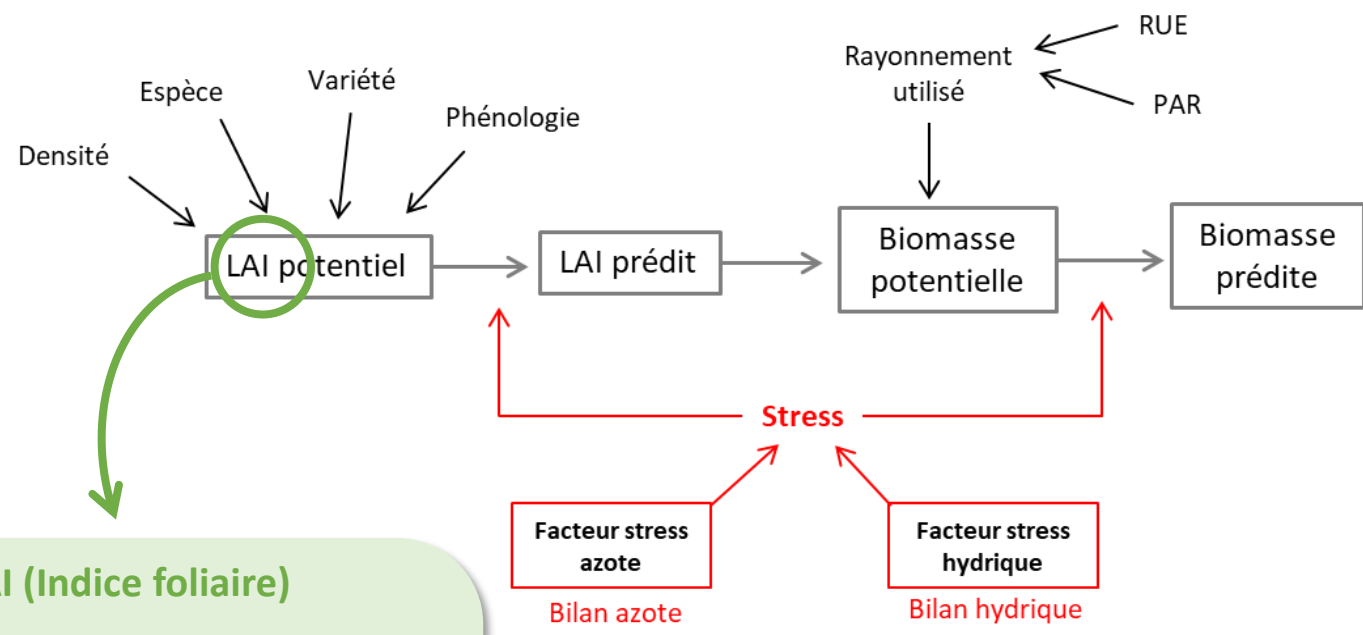 RUE
Rayonnement
utilisé
PAR
Variété
Espèce
Phénologie
Densité
LAI potentiel
LAI prédit
Biomasse
potentielle
Biomasse
prédite
Stress
Facteur stress
azote
Facteur stress
hydrique
Bilan azote
Bilan hydrique
(Indice foliaire)